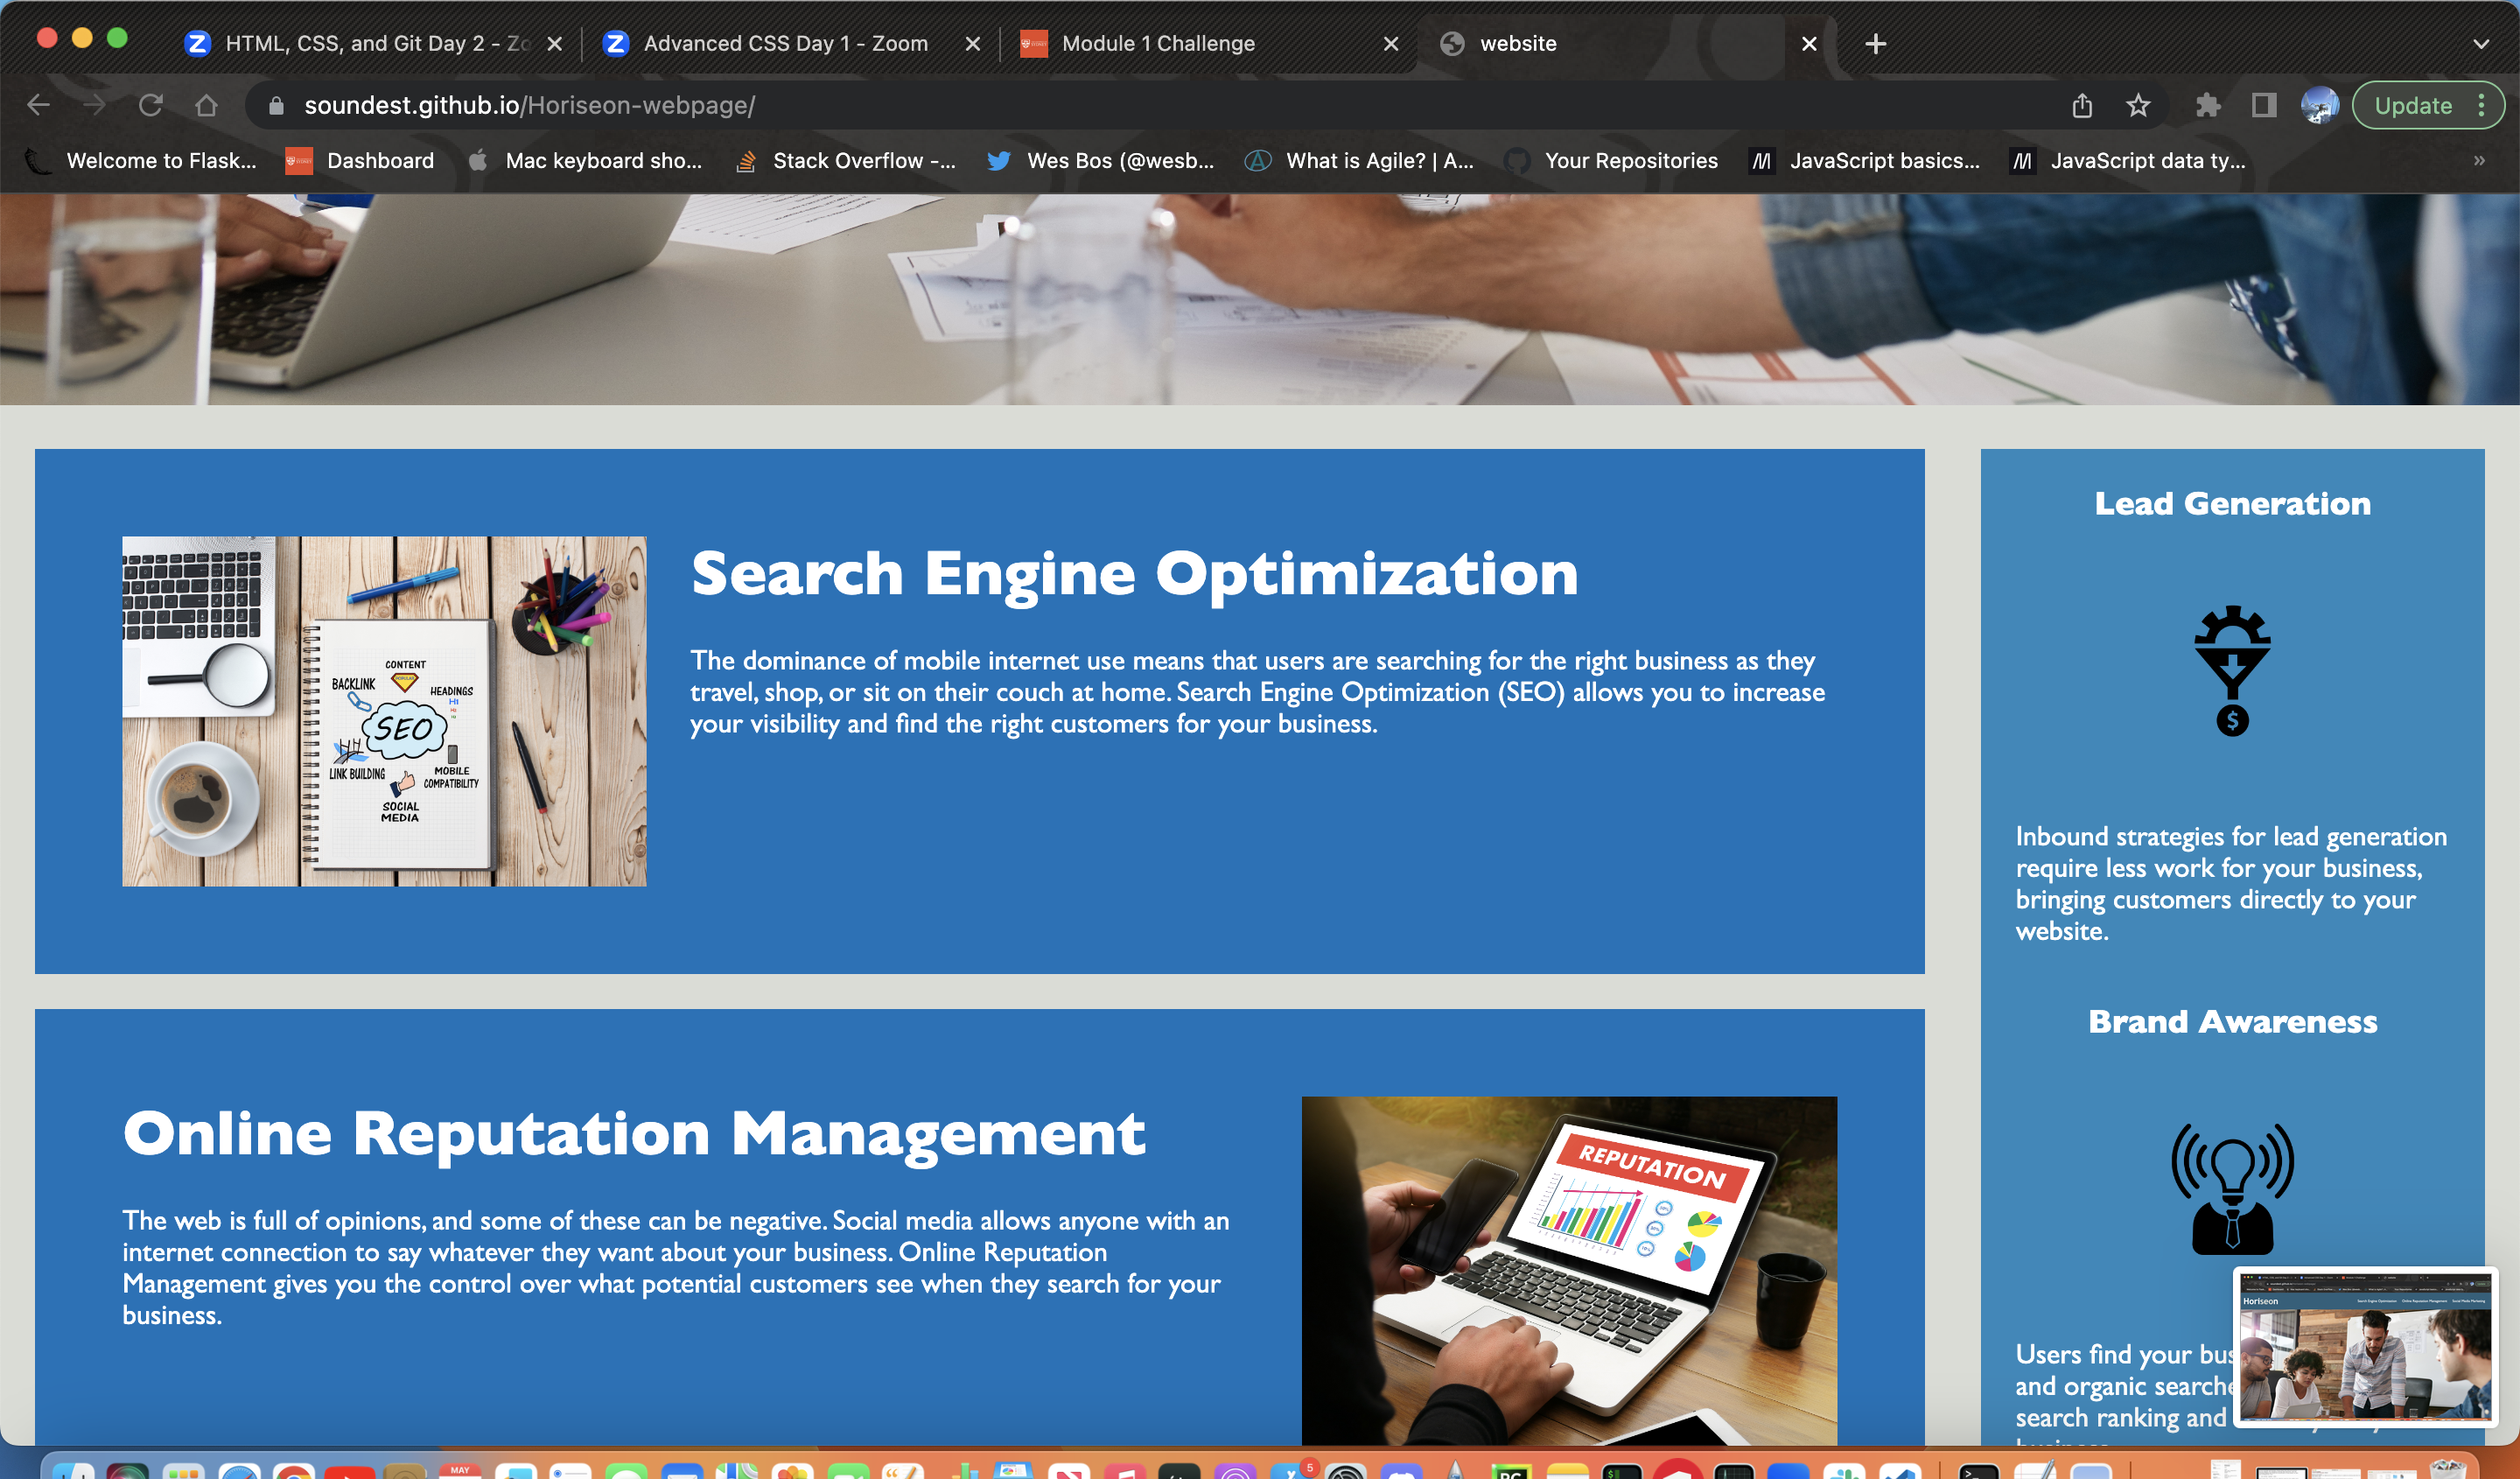 HTML, CSS, and Git Day 2 - Zo
Advanced CSS Day 1 - Zoom
Module 1 Challenge
website
soundest.github.io/Horiseon-webpage/
Update
Welcome to Flask...
Dashboard
Mac keyboard sho...
Stack Overflow -...
Wes Bos (@wesb...
What is Agile? | A...
Your Repositories
JavaScript basics...
JavaScript data ty...
Search Engine Optimization
The dominance of mobile internet use means that users are searching for the right business as they
travel, shop, or sit on their couch at home. Search Engine Optimization (SEO) allows you to increase
your visibility and find the right customers for your business.
CONTENT
BACKLINK
HEADINGS
H1
SEO
LINK BUILDING
MOBILE
COMPATIBILITY
SOCIAL
MEDIA
Online Reputation Management
The web is full of opinions, and some of these can be negative. Social media allows anyone with an
internet connection to say whatever they want about your business. Online Reputation
Management gives you the control over what potential customers see when they search for your
business.
REPUTATION
Lead Generation
$
Inbound strategies for lead generation
require less work for your business,
bringing customers directly to your
website.
Brand Awareness
Users find your bus
and organic searche
search ranking and
Horiseon
MAY
5